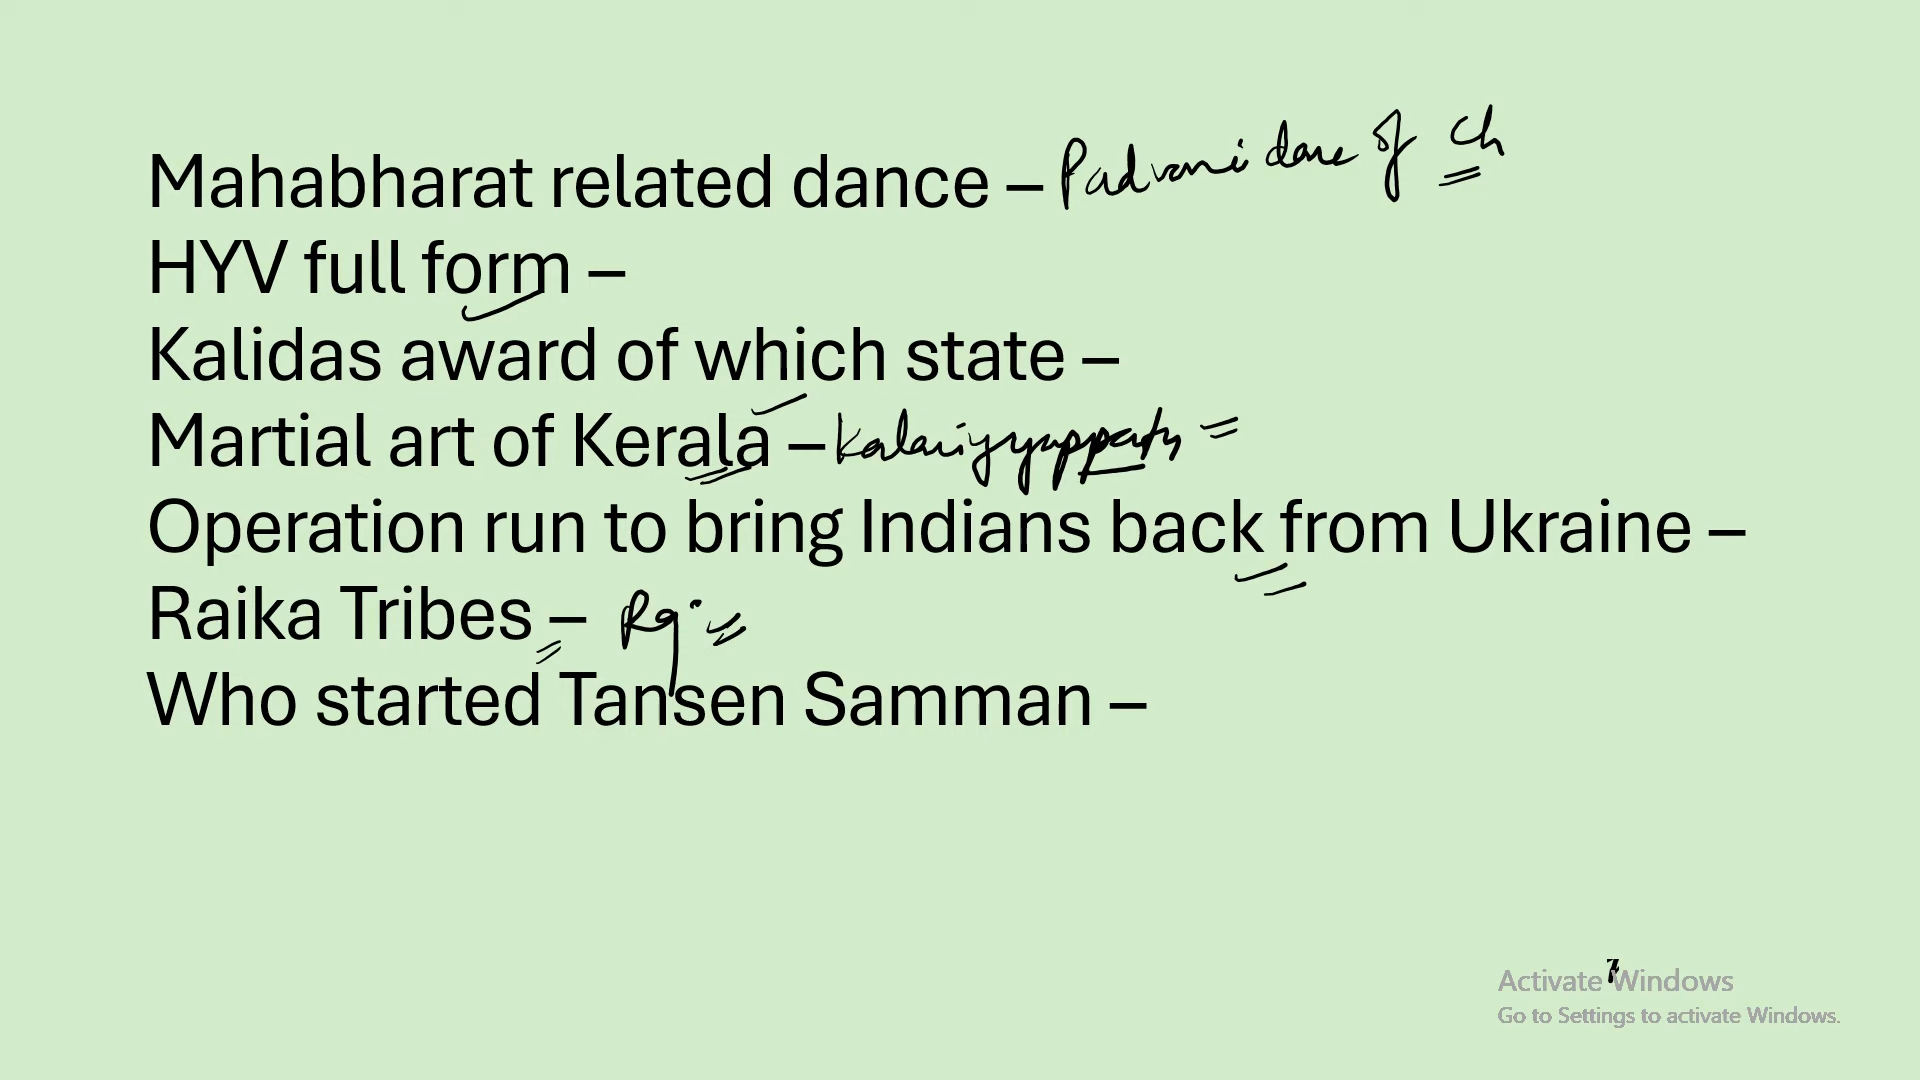 Mahabharat related dance – Padvani dance of Ch
HYV full form –
Kalidas award of which state –
Martial art of Kerala – Kalariyyappattu
Operation run to bring Indians back from Ukraine –
Raika Tribes – Raj
Who started Tansen Samman –
Activate Windows
Go to Settings to activate Windows.